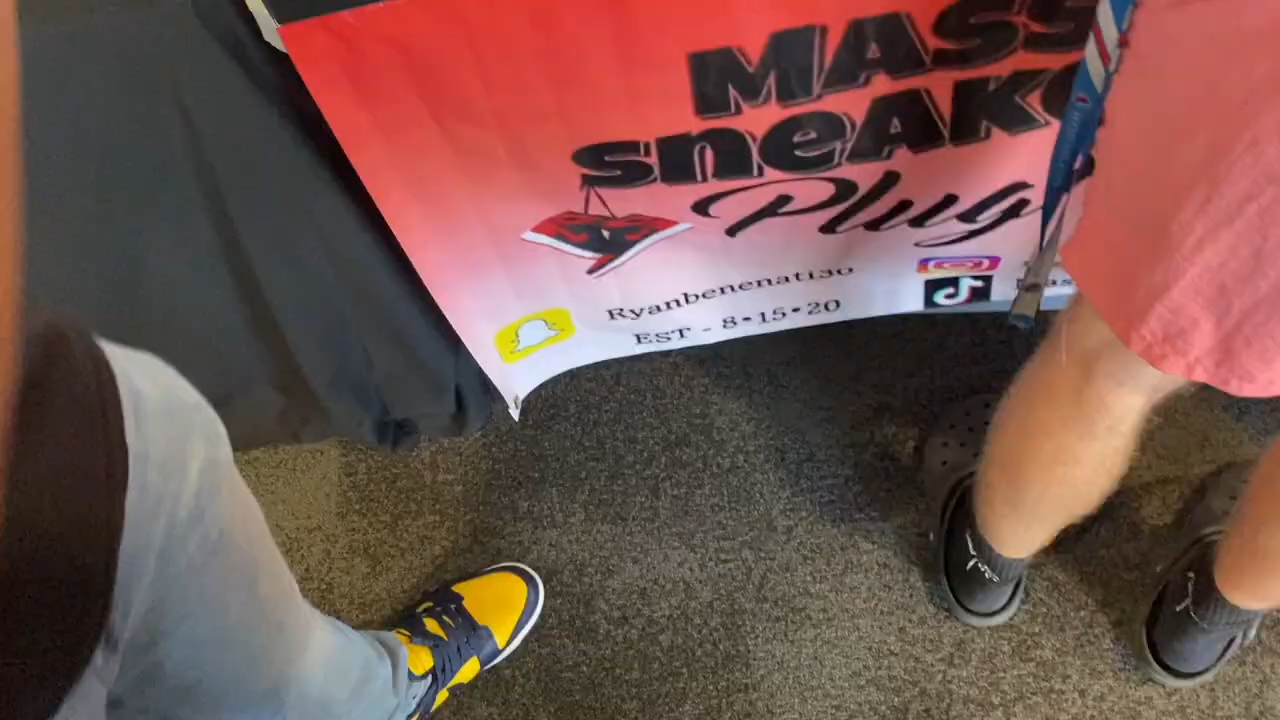 MASS
sneak
Plug
Ryanbenenati30
EST - 8•15•20